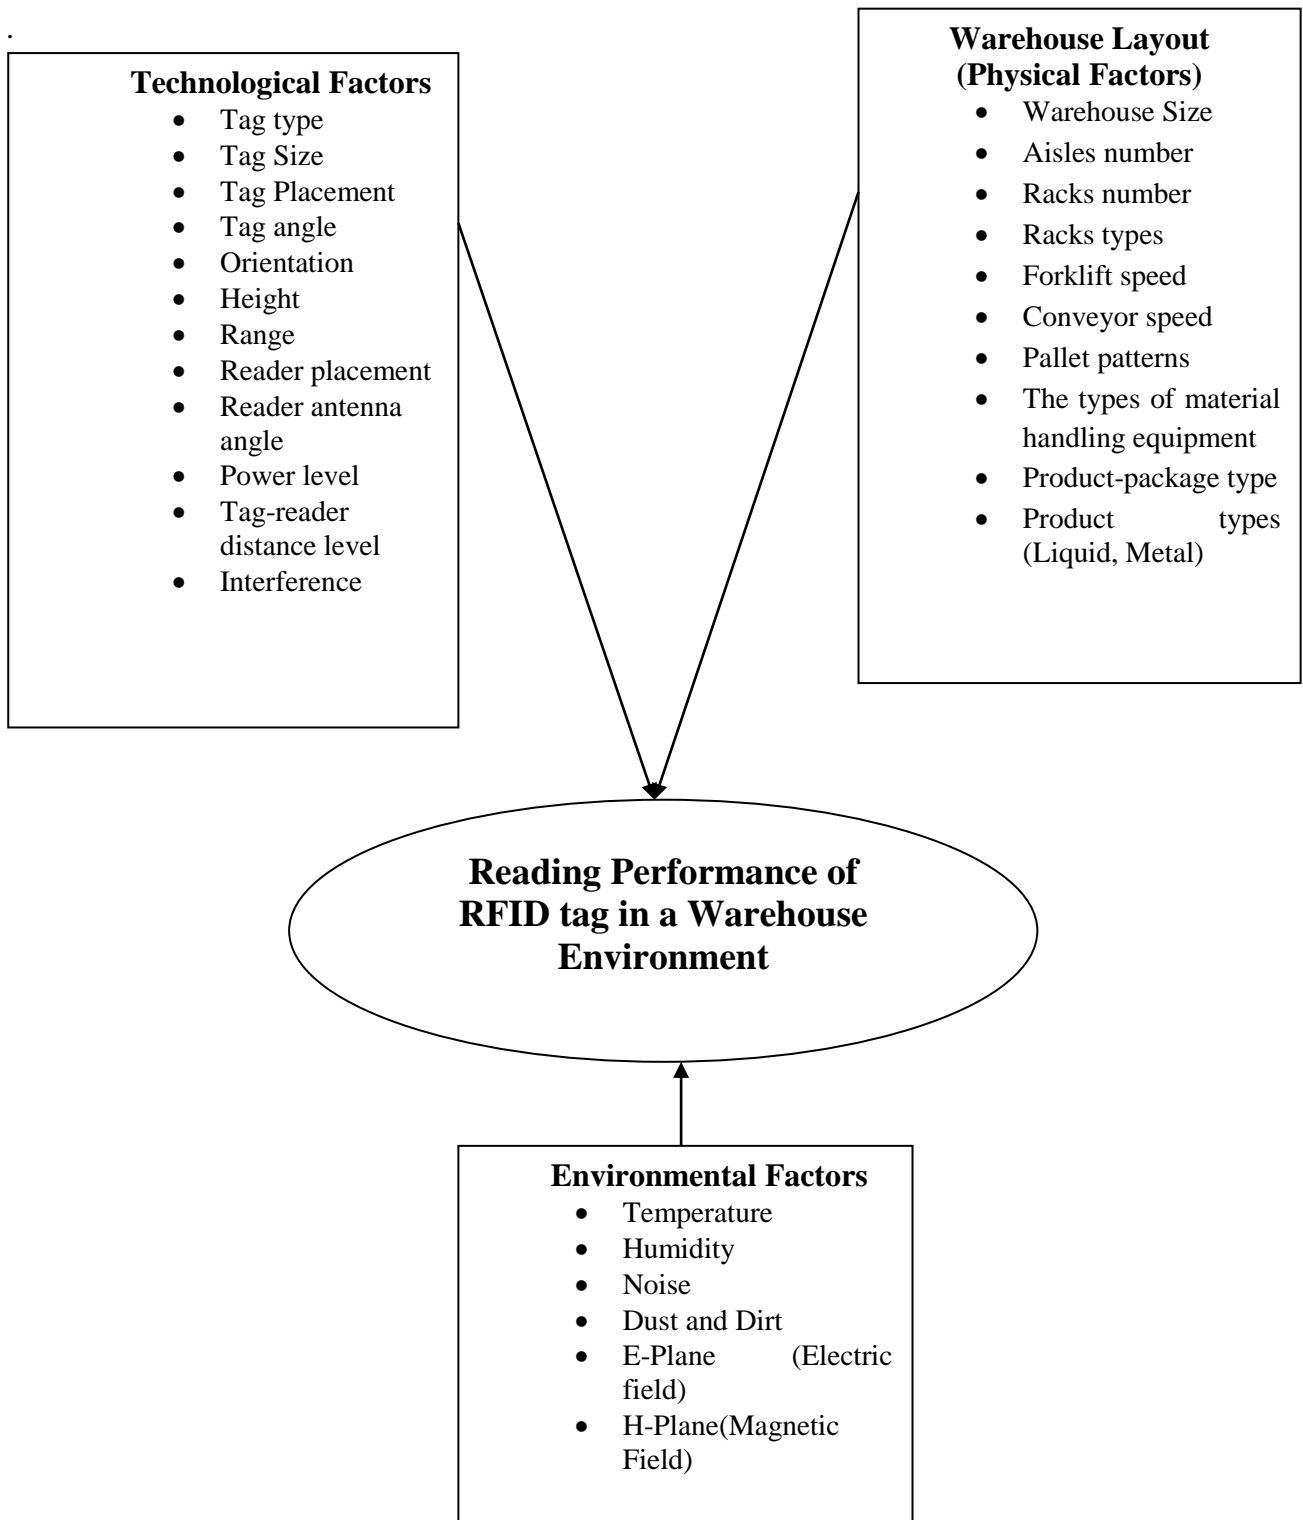 .
Technological Factors
• Tag type
• Tag Size
• Tag Placement
• Tag angle
• Orientation
• Height
• Range
• Reader placement
• Reader antenna
angle
• Power level
• Tag-reader
distance level
• Interference
Warehouse Layout
(Physical Factors)
• Warehouse Size
• Aisles number
• Racks number
• Racks types
• Forklift speed
• Conveyor speed
• Pallet patterns
• The types of material
handling equipment
• Product-package type
• Product types
(Liquid, Metal)
Reading Performance of
RFID tag in a Warehouse
Environment
Environmental Factors
• Temperature
• Humidity
• Noise
• Dust and Dirt
• E-Plane (Electric
field)
• H-Plane(Magnetic
Field)